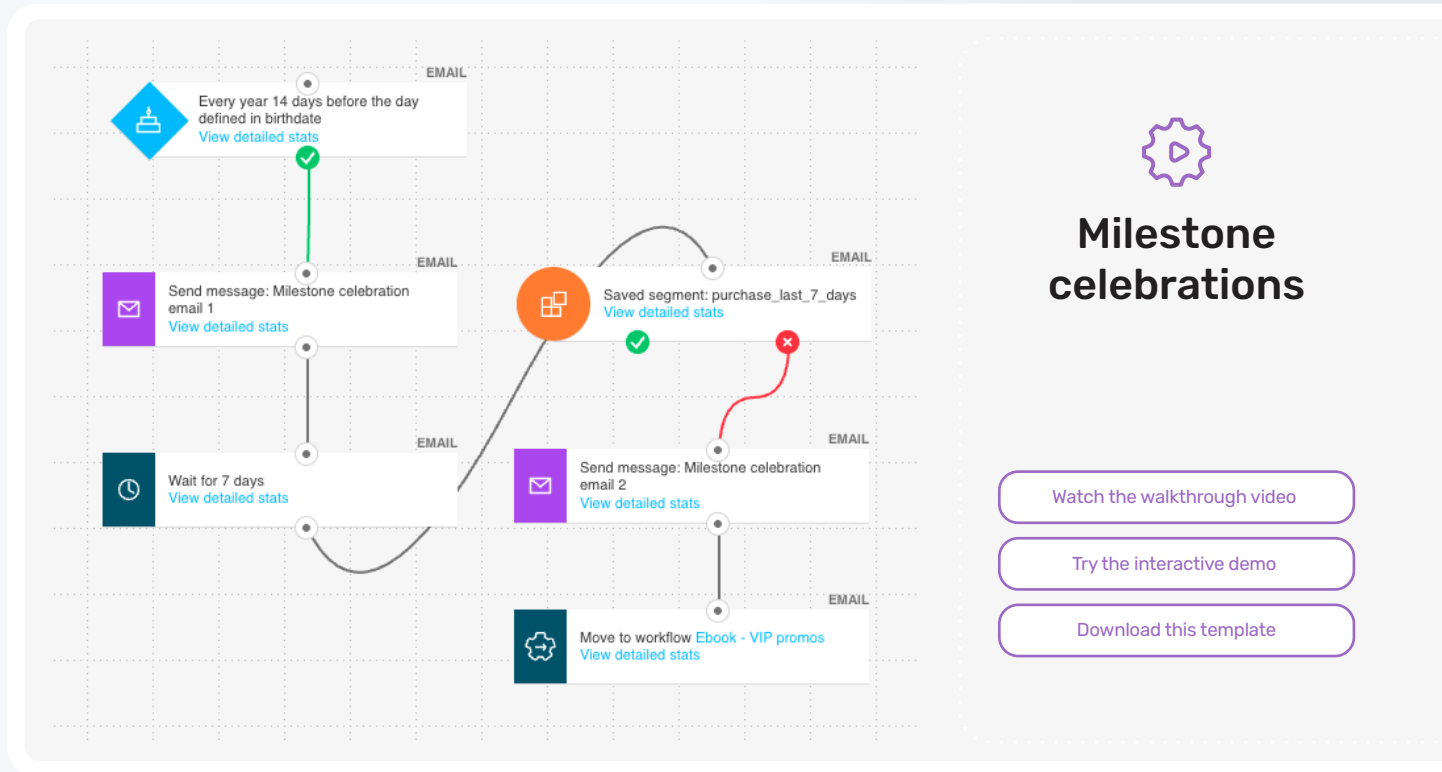 EMAIL
Every year 14 days before the day
defined in birthdate
View detailed stats
EMAIL
Send message: Milestone celebration
email 1
View detailed stats
EMAIL
Wait for 7 days
View detailed stats
EMAIL
Saved segment: purchase_last_7_days
View detailed stats
EMAIL
Send message: Milestone celebration
email 2
View detailed stats
EMAIL
Move to workflow Ebook - VIP promos
View detailed stats
Milestone
celebrations
Watch the walkthrough video
Try the interactive demo
Download this template